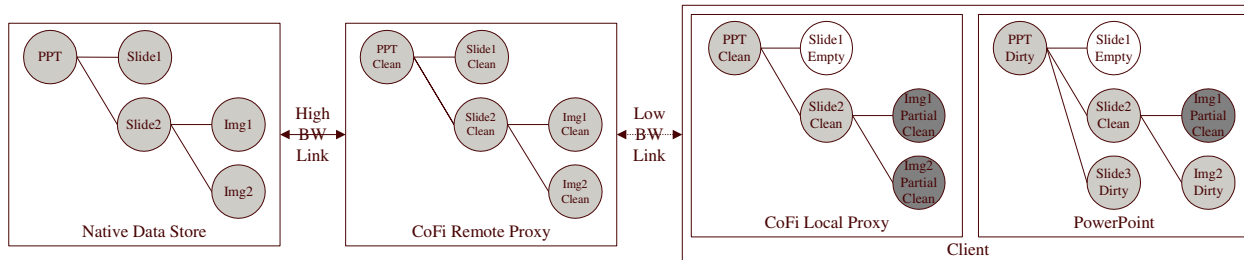 PPT
Slide1
Slide2
Img1
Img2
Native Data Store
High
BW
Link
PPT
Clean
Slide1
Clean
Slide2
Clean
Img1
Clean
Img2
Clean
CoFi Remote Proxy
Low
BW
Link
PPT
Clean
Slide1
Empty
Slide2
Clean
Img1
Partial
Clean
Img2
Partial
Clean
CoFi Local Proxy
PPT
Dirty
Slide1
Empty
Slide2
Clean
Img1
Partial
Clean
Slide3
Dirty
Img2
Dirty
PowerPoint
Client